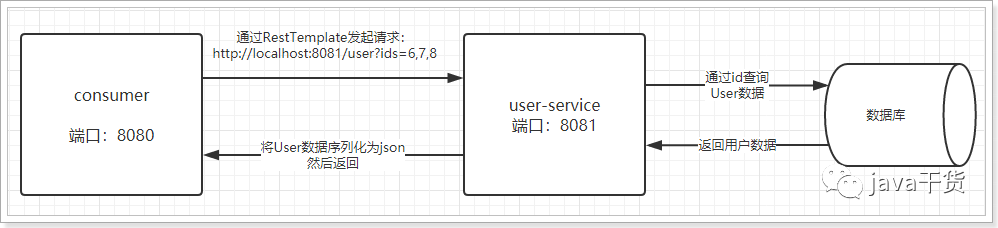 consumer
端口：8080
通过RestTemplate发起请求：
http://localhost:8081/user?ids=6,7,8
将User数据序列化为json
然后返回
user-service
端口：8081
通过id查询
User数据
返回用户数据
数据库
java干货